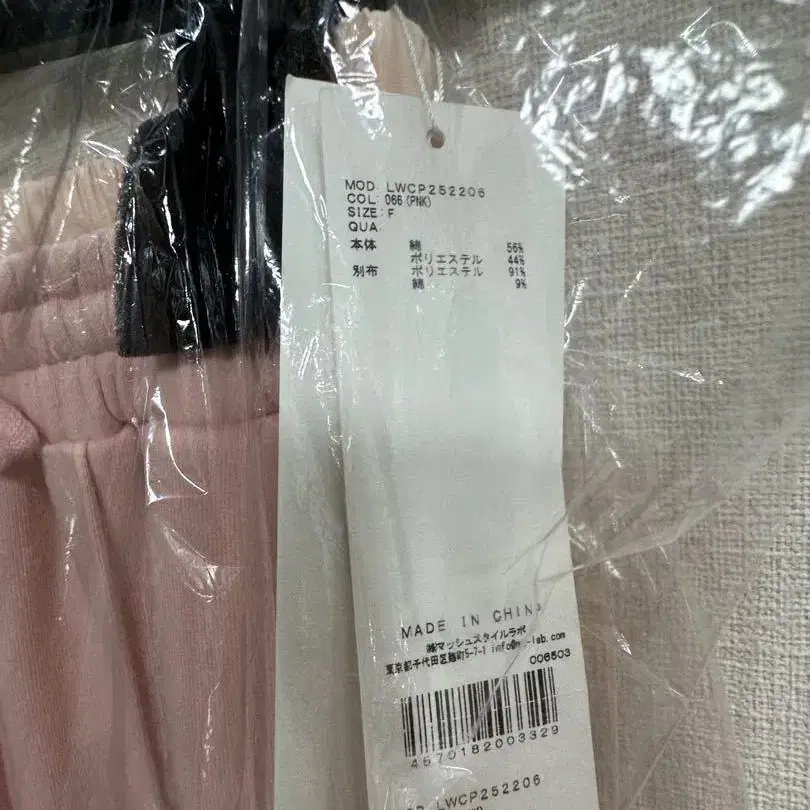 MOD: LWCP252206
COL: 066 (PNK)
SIZE: F
QUA
本体 綿 56%
ポリエステル 44%
別布 ポリエステル 91%
綿 9%
MADE IN CHINA
㈱マッシュスタイルラボ
東京都千代田区麹町5-7-1
006503
4570182003329
LWCP252206